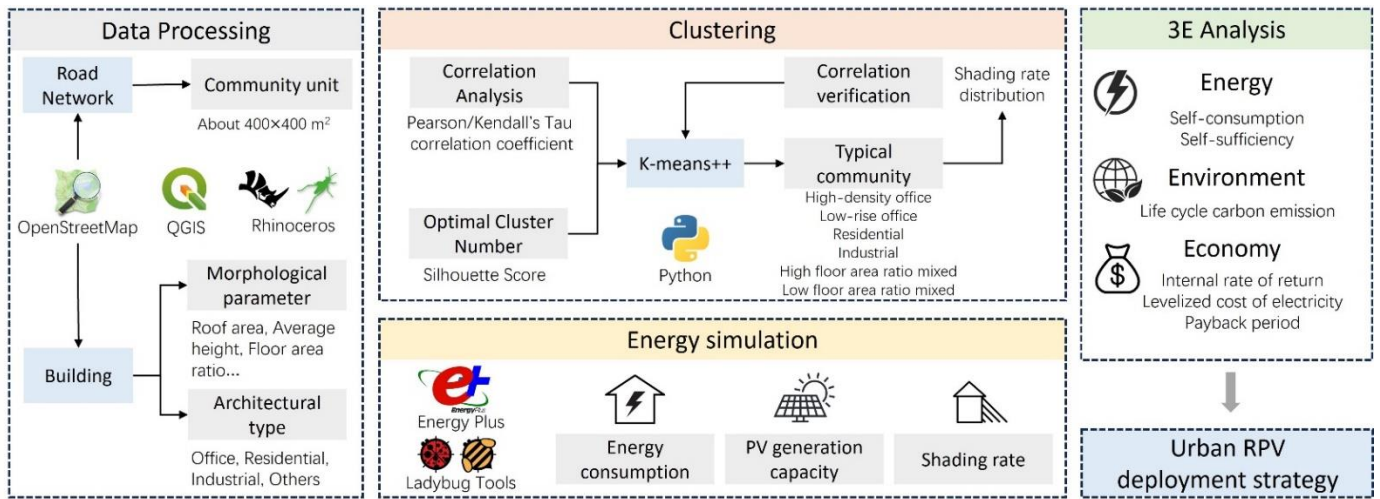 Data Processing
Road
Network
Community unit
About 400×400 m²
OpenStreetMap
QGIS
Rhinoceros
Morphological
parameter
Roof area, Average
height, Floor area
ratio...
Building
Architectural
type
Office, Residential,
Industrial, Others
Clustering
Correlation
Analysis
Pearson/Kendall's Tau
correlation coefficient
Optimal Cluster
Number
Silhouette Score
K-means++
Python
Correlation
verification
Shading rate
distribution
Typical
community
High-density office
Low-rise office
Residential
Industrial
High floor area ratio mixed
Low floor area ratio mixed
Energy simulation
e+
EnergyPlus
Energy Plus
Ladybug Tools
Energy
consumption
PV generation
capacity
Shading rate
3E Analysis
Energy
Self-consumption
Self-sufficiency
Environment
Life cycle carbon emission
$
Economy
Internal rate of return
Levelized cost of electricity
Payback period
Urban RPV
deployment strategy